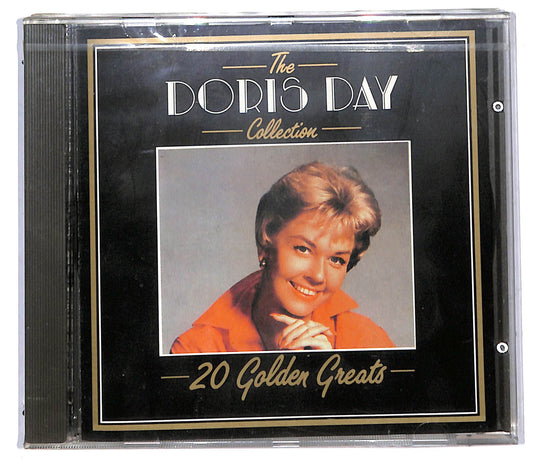 The
DORIS DAY
Collection
20 Golden Greats